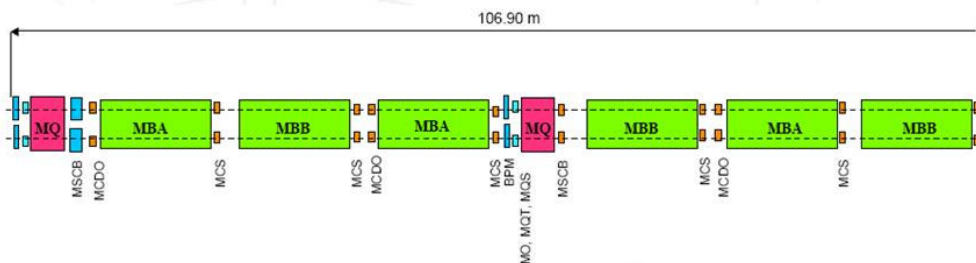 106.90 m
MQ
MBA
MBB
MBA
MQ
MBB
MBA
MBB
MSCB
MCDO
MCS
MCS
MCDO
MCS
BPM
MO, MQT, MQS
MSCB
MCS
MCDO
MCS